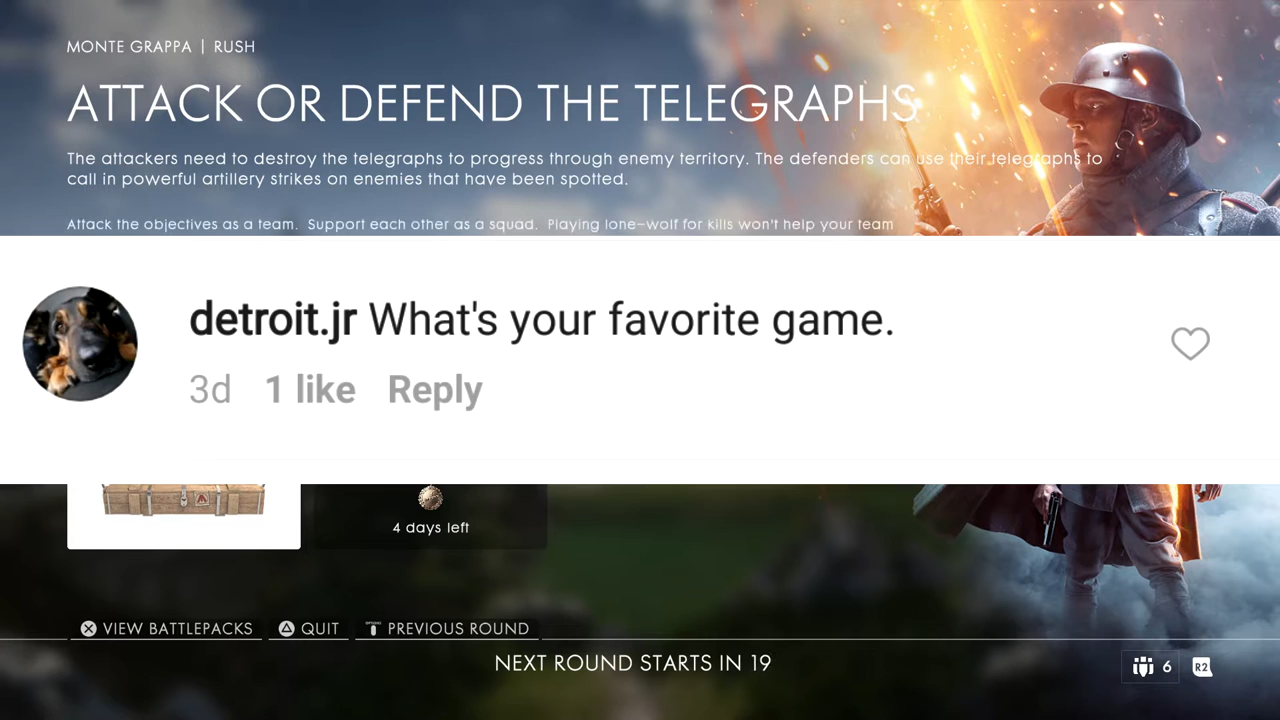 MONTE GRAPPA | RUSH
ATTACK OR DEFEND THE TELEGRAPHS
The attackers need to destroy the telegraphs to progress through enemy territory. The defenders can use their telegraphs to
call in powerful artillery strikes on enemies that have been spotted.
Attack the objectives as a team. Support each other as a squad. Playing lone-wolf for kills won't help your team
detroit.jr What's your favorite game.
3d 1 like Reply
4 days left
VIEW BATTLEPACKS QUIT OPTIONS PREVIOUS ROUND
NEXT ROUND STARTS IN 19
6 R2